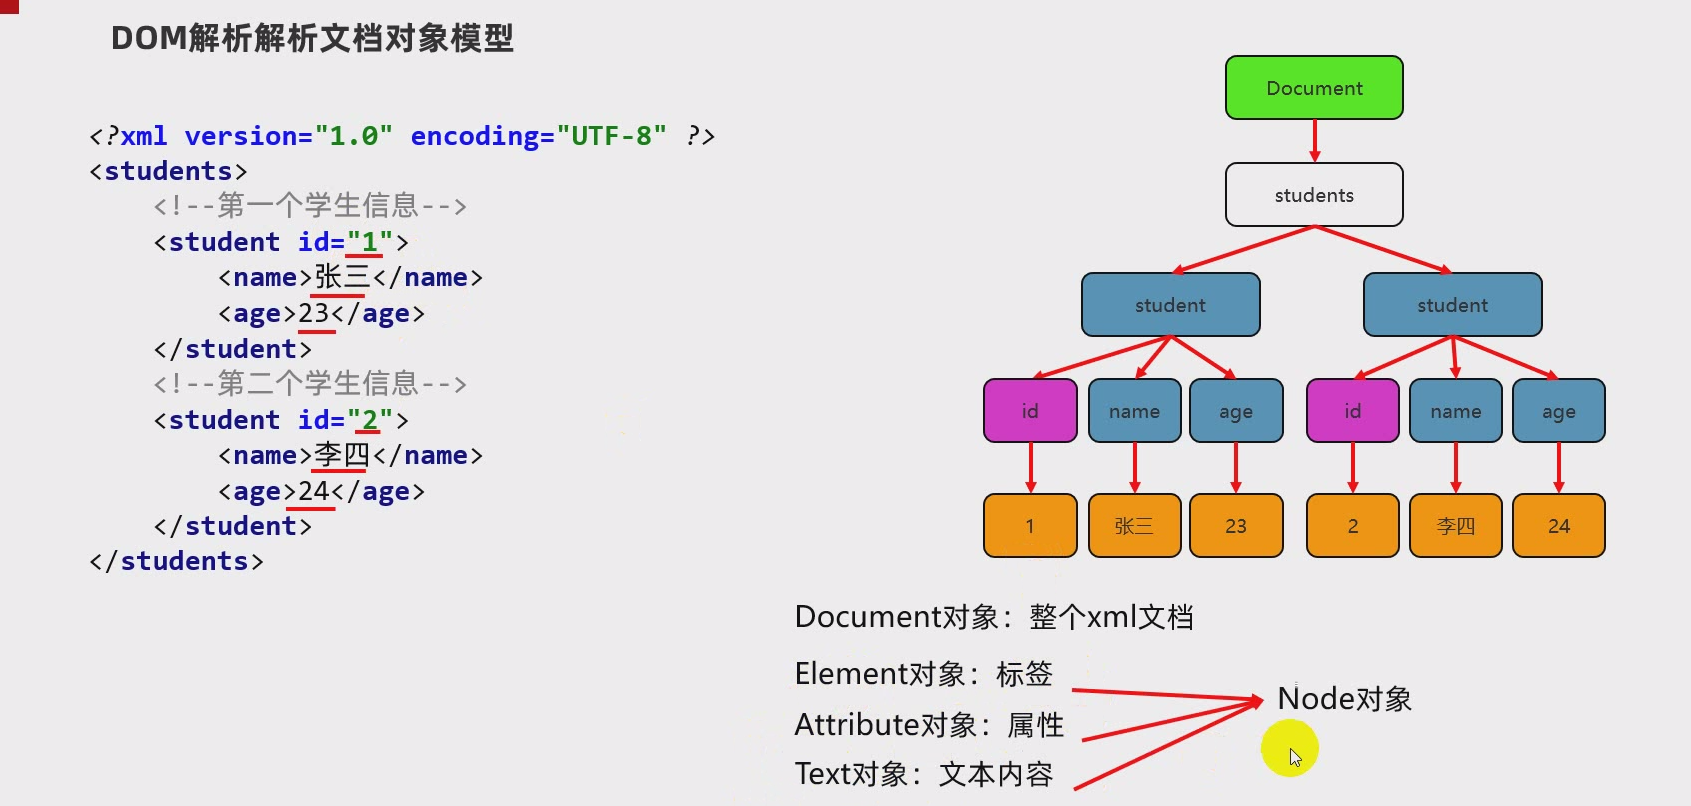 DOM解析解析文档对象模型
<?xml version="1.0" encoding="UTF-8" ?>
<students>
<!--第一个学生信息-->
<student id="1">
<name>张三</name>
<age>23</age>
</student>
<!--第二个学生信息-->
<student id="2">
<name>李四</name>
<age>24</age>
</student>
</students>
Document
students
student student
id name age id name age
1 张三 23 2 李四 24
Document对象：整个xml文档
Element对象：标签
Attribute对象：属性
Text对象：文本内容
Node对象